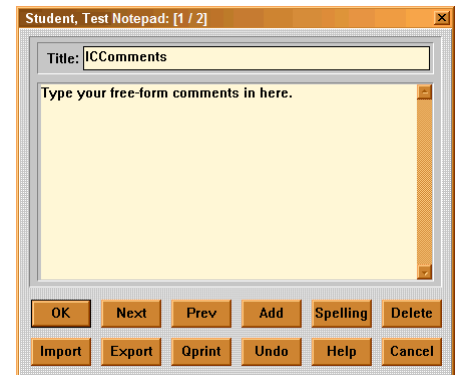 Student, Test Notepad: [1 / 2]
Title: ICComments
Type your free-form comments in here.
OK Next Prev Add Spelling Delete
Import Export Qprint Undo Help Cancel